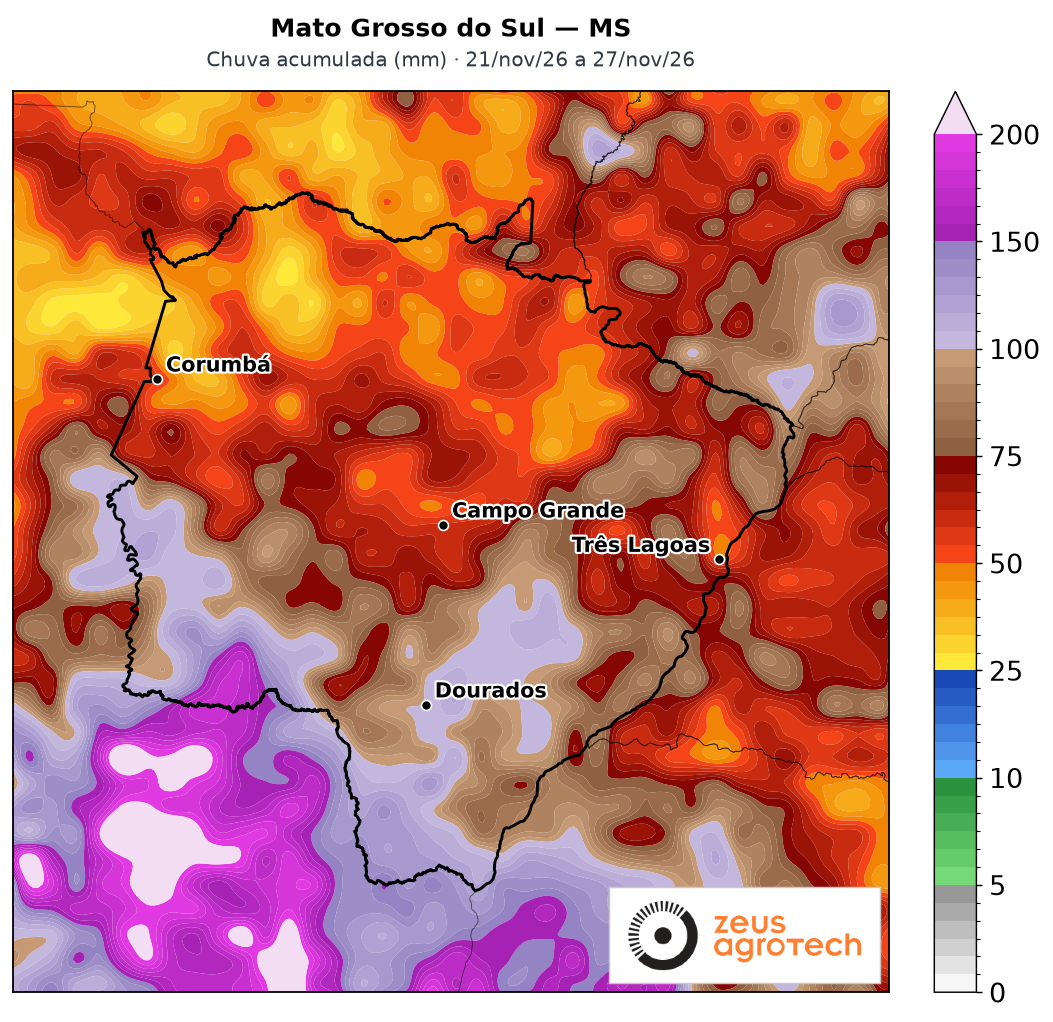 Mato Grosso do Sul — MS
Chuva acumulada (mm) · 21/nov/26 a 27/nov/26
200
150
100
75
50
25
10
5
0
Corumbá
Campo Grande
Três Lagoas
Dourados
zeus
agrotech